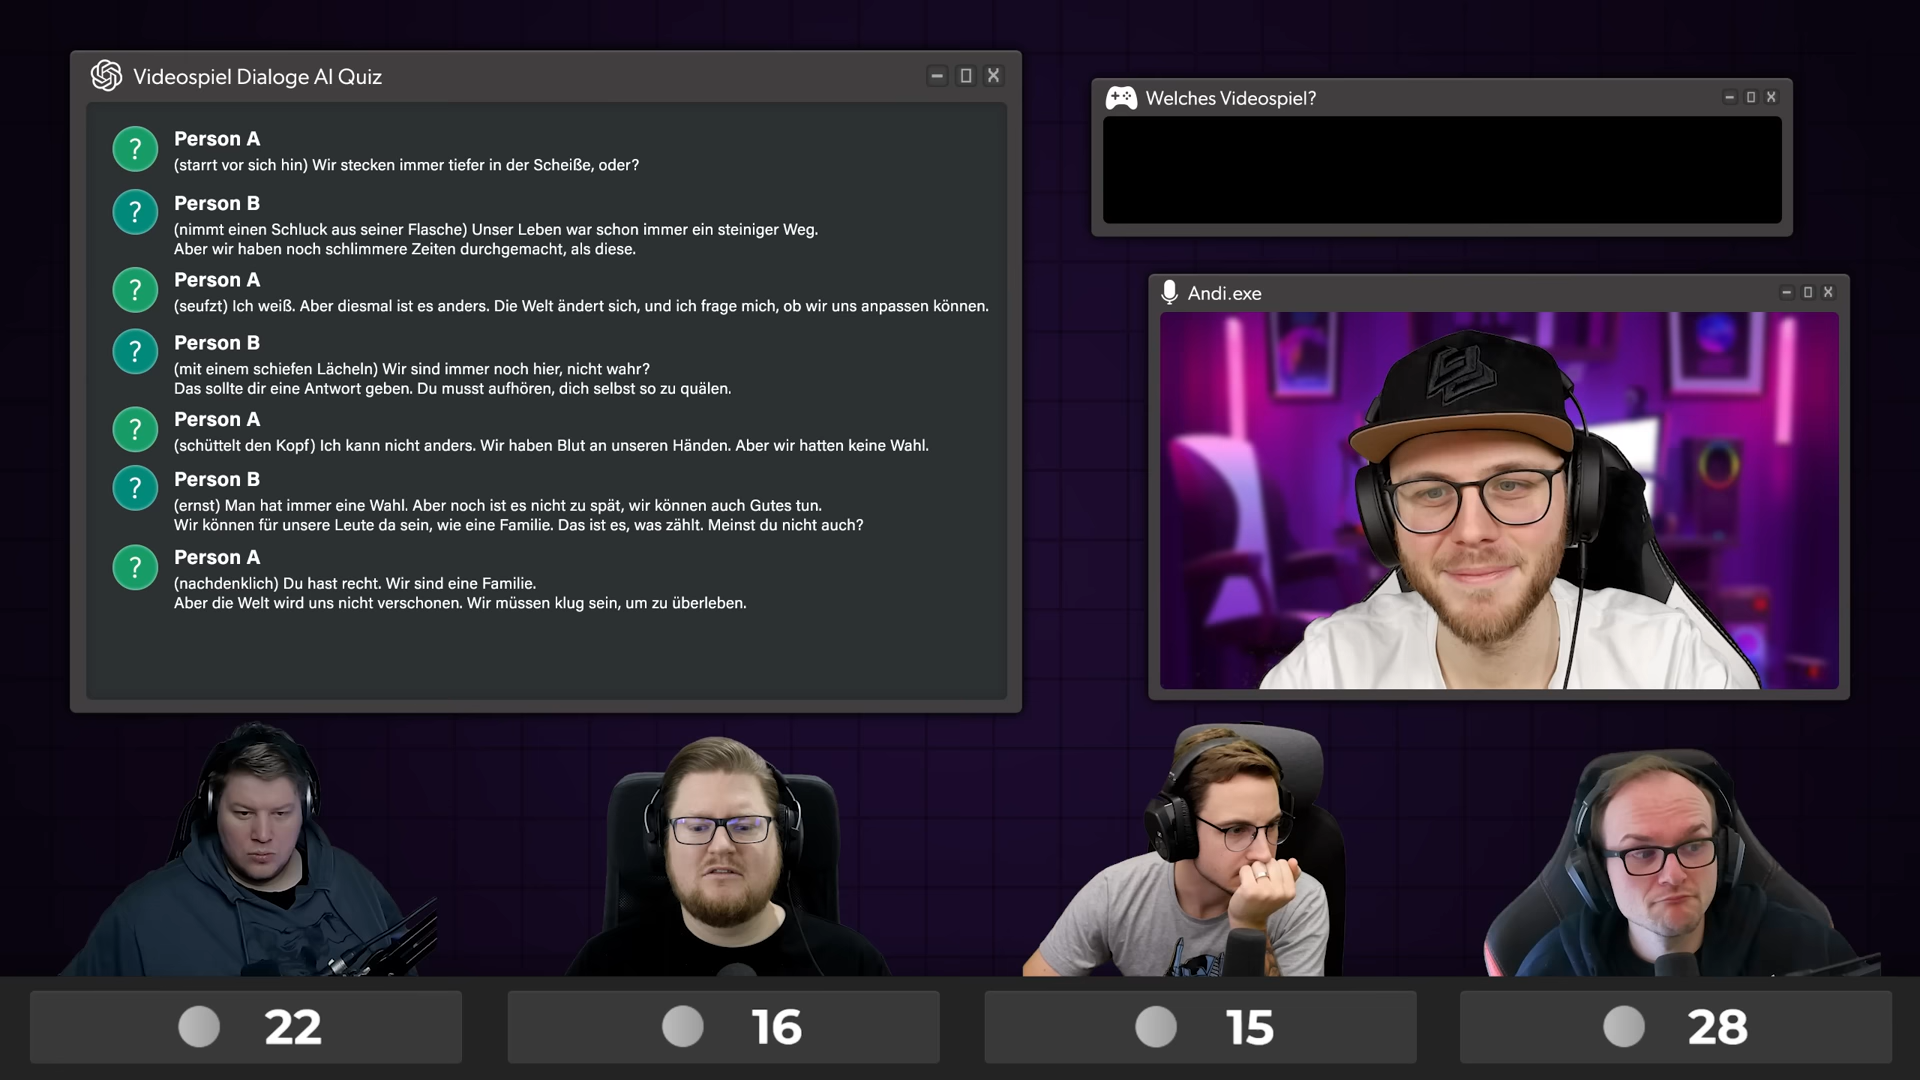 Videospiel Dialoge AI Quiz
Person A
(starrt vor sich hin) Wir stecken immer tiefer in der Scheiße, oder?
Person B
(nimmt einen Schluck aus seiner Flasche) Unser Leben war schon immer ein steiniger Weg.
Aber wir haben noch schlimmere Zeiten durchgemacht, als diese.
Person A
(seufzt) Ich weiß. Aber diesmal ist es anders. Die Welt ändert sich, und ich frage mich, ob wir uns anpassen können.
Person B
(mit einem schiefen Lächeln) Wir sind immer noch hier, nicht wahr?
Das sollte dir eine Antwort geben. Du musst aufhören, dich selbst so zu quälen.
Person A
(schüttelt den Kopf) Ich kann nicht anders. Wir haben Blut an unseren Händen. Aber wir hatten keine Wahl.
Person B
(ernst) Man hat immer eine Wahl. Aber noch ist es nicht zu spät, wir können auch Gutes tun.
Wir können für unsere Leute da sein, wie eine Familie. Das ist es, was zählt. Meinst du nicht auch?
Person A
(nachdenklich) Du hast recht. Wir sind eine Familie.
Aber die Welt wird uns nicht verschonen. Wir müssen klug sein, um zu überleben.
Welches Videospiel?
Andi.exe
22
16
15
28